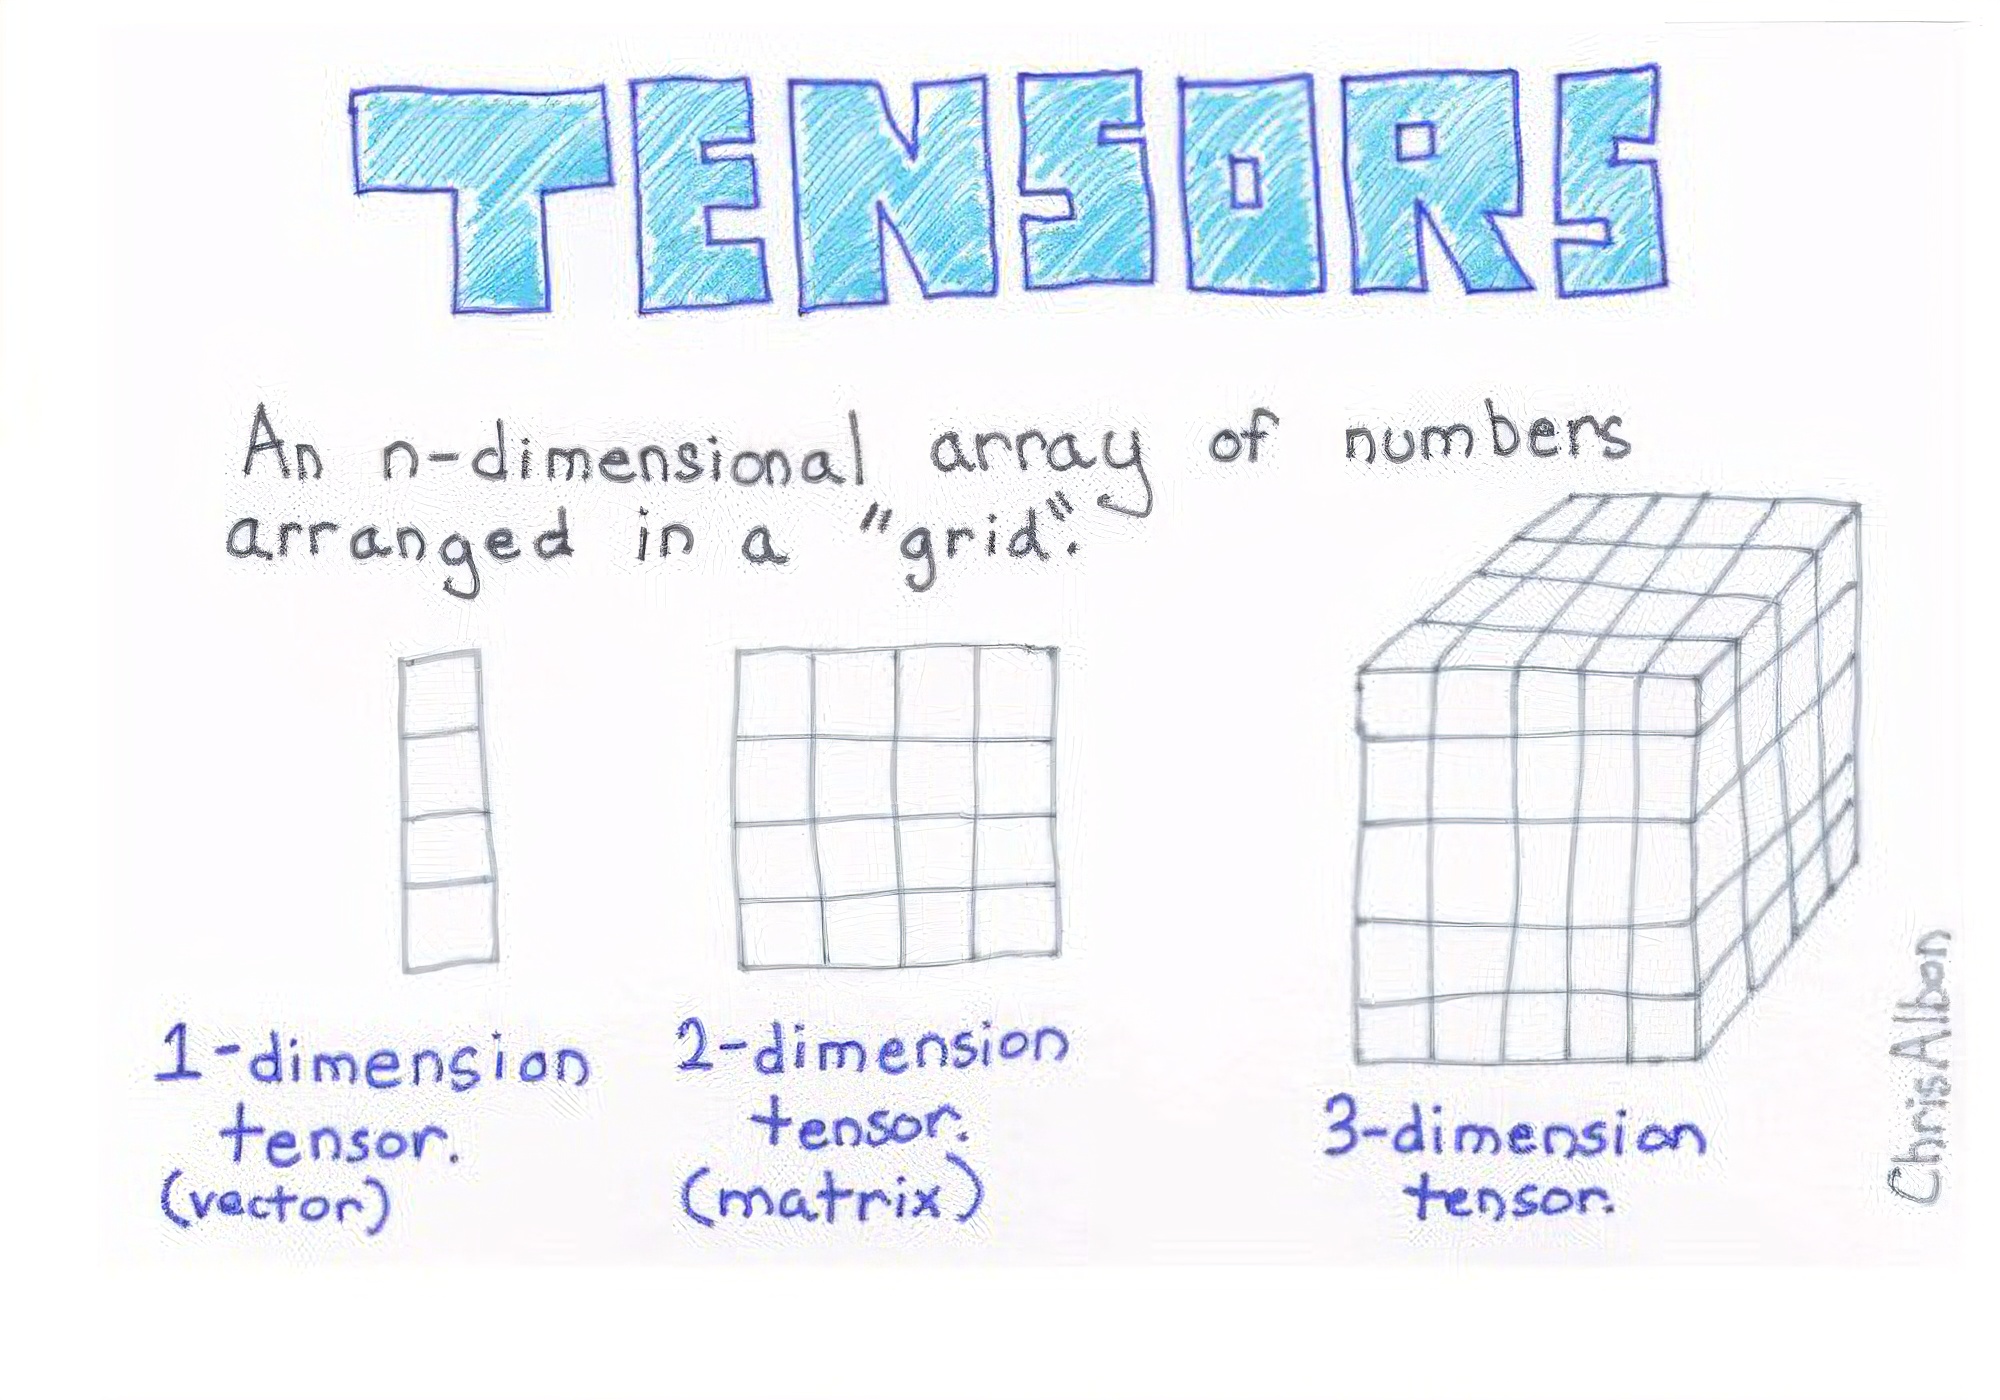 TENSORS
An n-dimensional array of numbers
arranged in a "grid".
1-dimension
tensor.
(vector)
2-dimension
tensor.
(matrix)
3-dimension
tensor.
ChrisAlbon